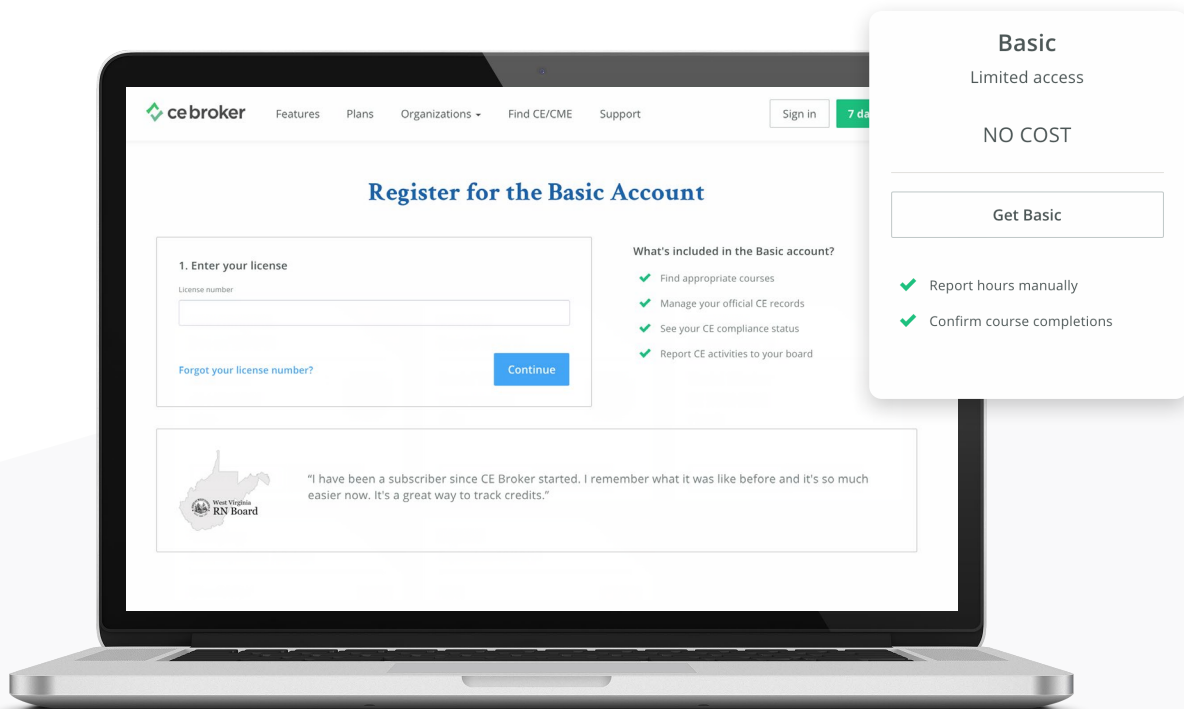 cebroker
Features
Plans
Organizations
Find CE/CME
Support
Sign in
7
Register for the Basic Account
1. Enter your license
License number
Forgot your license number?
Continue
What's included in the Basic account?
Find appropriate courses
Manage your official CE records
See your CE compliance status
Report CE activities to your board
West Virginia
RN Board
“I have been a subscriber since CE Broker started. I remember what it was like before and it's so much
easier now. It's a great way to track credits.”
Basic
Limited access
NO COST
Get Basic
Report hours manually
Confirm course completions